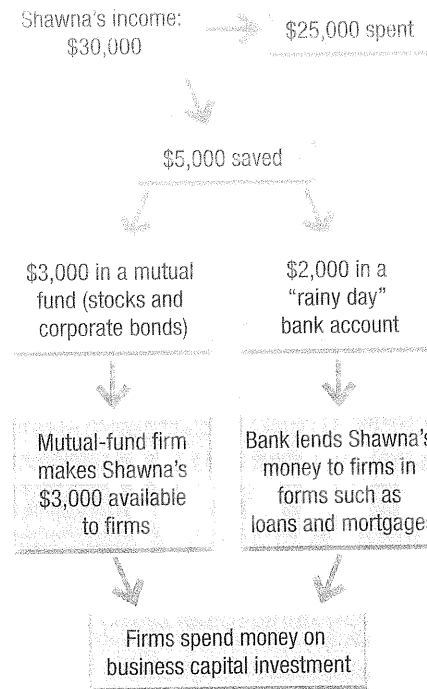 Shawna's income:
$30,000
$25,000 spent
$5,000 saved
$3,000 in a mutual
fund (stocks and
corporate bonds)
$2,000 in a
"rainy day"
bank account
Mutual-fund firm
makes Shawna's
$3,000 available
to firms
Bank lends Shawna's
money to firms in
forms such as
loans and mortgage
Firms spend money on
business capital investment